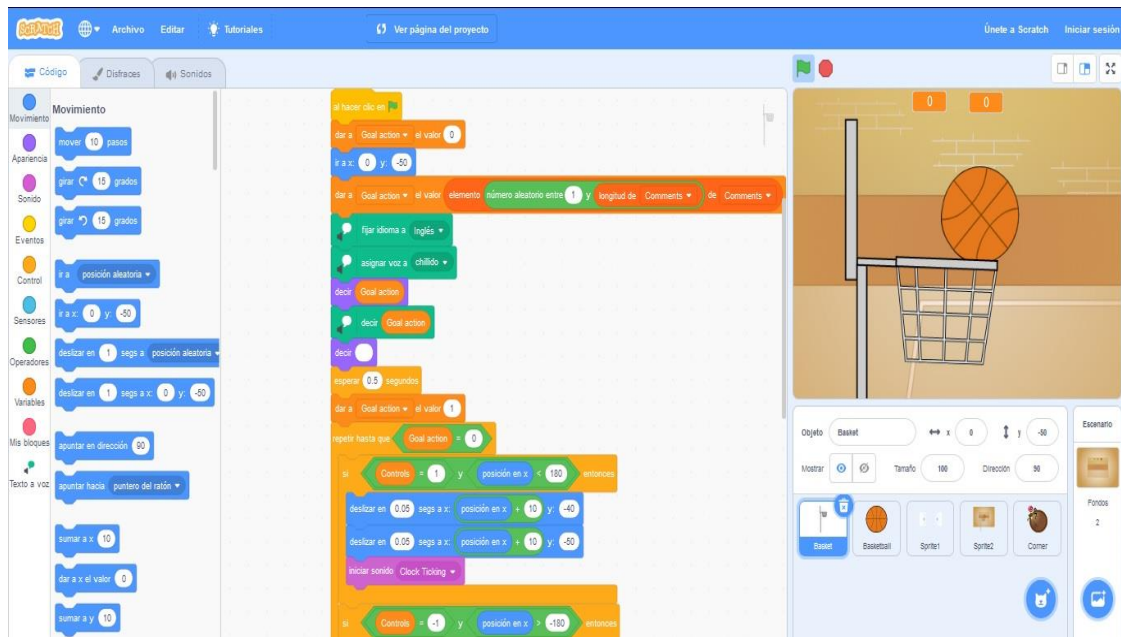 SCRATCH Archivo Editar Tutoriales Ver página del proyecto Únete a Scratch Iniciar sesión
Código Disfraces Sonidos
Movimiento
Apariencia
Sonido
Eventos
Control
Sensores
Operadores
Variables
Mis bloques
Texto a voz
Movimiento
mover 10 pasos
girar 15 grados
girar 15 grados
ir a posición aleatoria
ir a x: 0 y: -50
deslizar en 1 segs a posición aleatoria
deslizar en 1 segs a x: 0 y: -50
apuntar en dirección 90
apuntar hacia puntero del ratón
sumar a x 10
dar a x el valor 0
sumar a y 10
al hacer clic en
dar a Goal action el valor 0
ir a x: 0 y: -50
dar a Goal action el valor elemento número aleatorio entre 1 y longitud de Comments de Comments
fijar idioma a Inglés
asignar voz a chillido
decir Goal action
decir Goal action
decir
esperar 0.5 segundos
dar a Goal action el valor 1
repetir hasta que Goal action = 0
si Controls = 1 y posición en x < 180 entonces
deslizar en 0.05 segs a x: posición en x + 10 y: -40
deslizar en 0.05 segs a x: posición en x + 10 y: -50
iniciar sonido Clock Ticking
si Controls = -1 y posición en x > -180 entonces
0 0
Objeto Basket x 0 y -50
Mostrar Tamaño 100 Dirección 90
Basket Basketball Sprite1 Sprite2 Comer
Escenario
Fondos
2